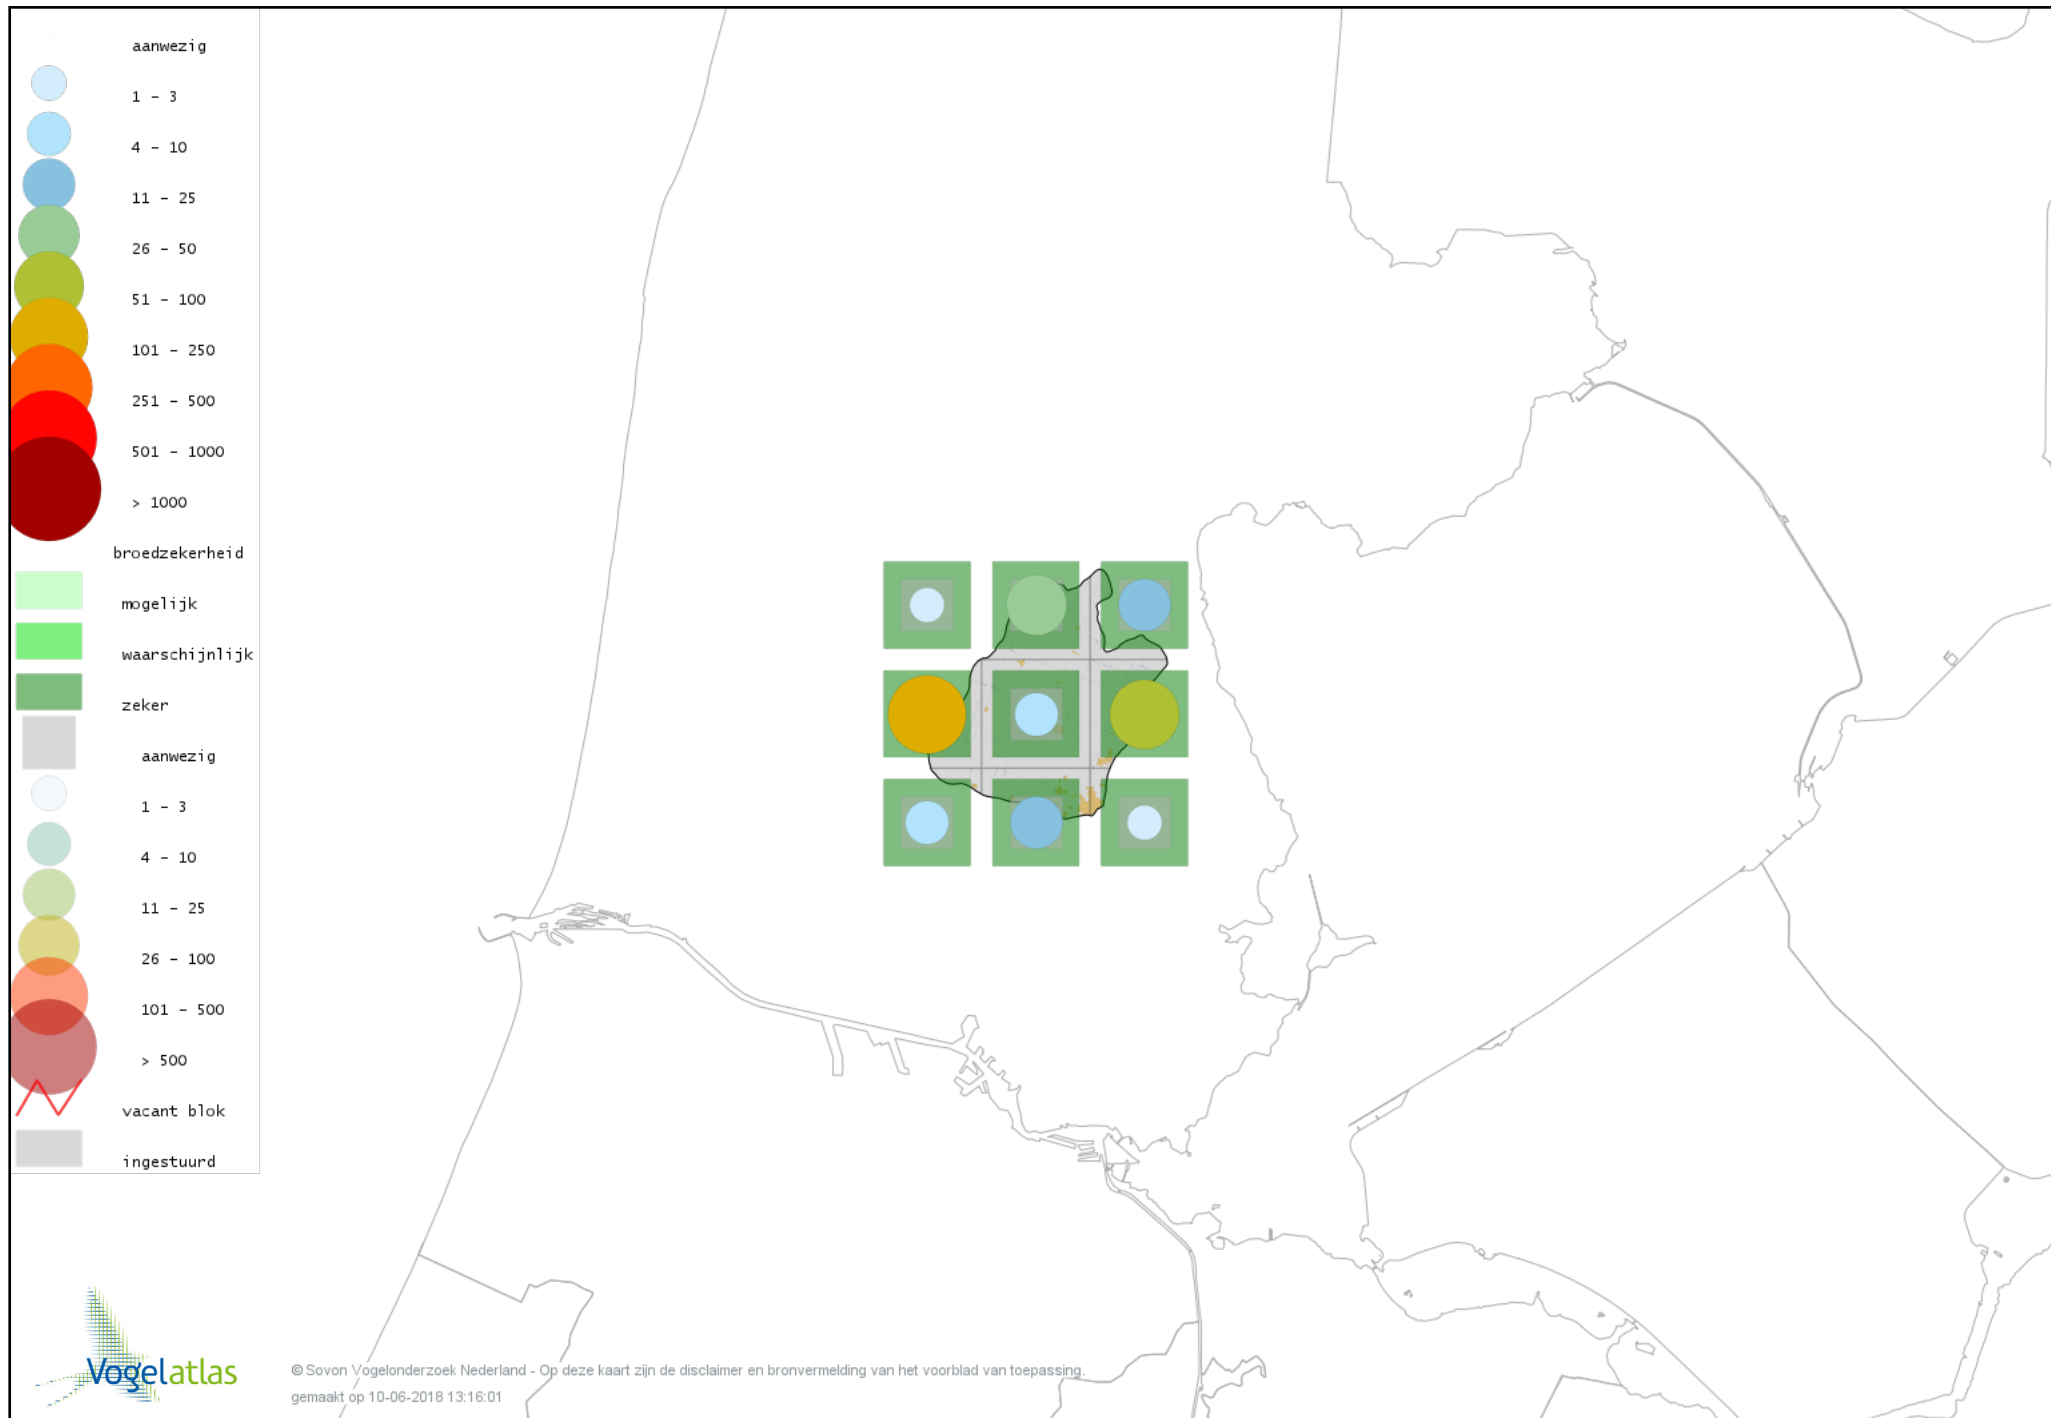 aanwezig
1 - 3
4 - 10
11 - 25
26 - 50
51 - 100
101 - 250
251 - 500
501 - 1000
> 1000
broedzekerheid
mogelijk
waarschijnlijk
zeker
aanwezig
1 - 3
4 - 10
11 - 25
26 - 100
101 - 500
> 500
vacant blok
ingestuurd
Vogelatlas
© Sovon Vogelonderzoek Nederland - Op deze kaart zijn de disclaimer en bronvermelding van het voorblad van toepassing.
gemaakt op 10-06-2018 13:16:01